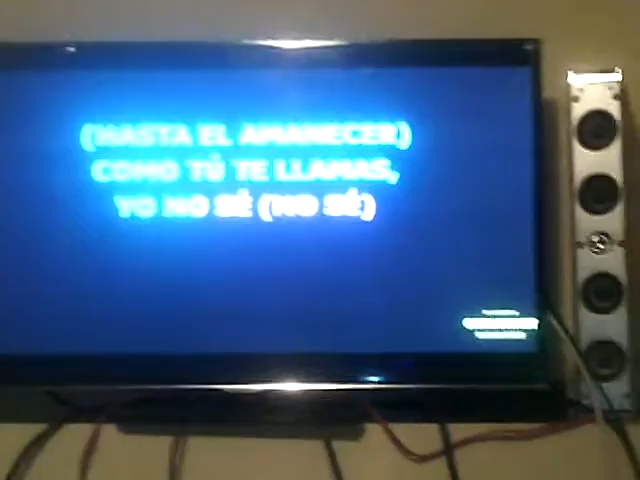 (HASTA EL AMANECER)
COMO TÚ TE LLAMAS,
YO NO SÉ (NO SÉ)